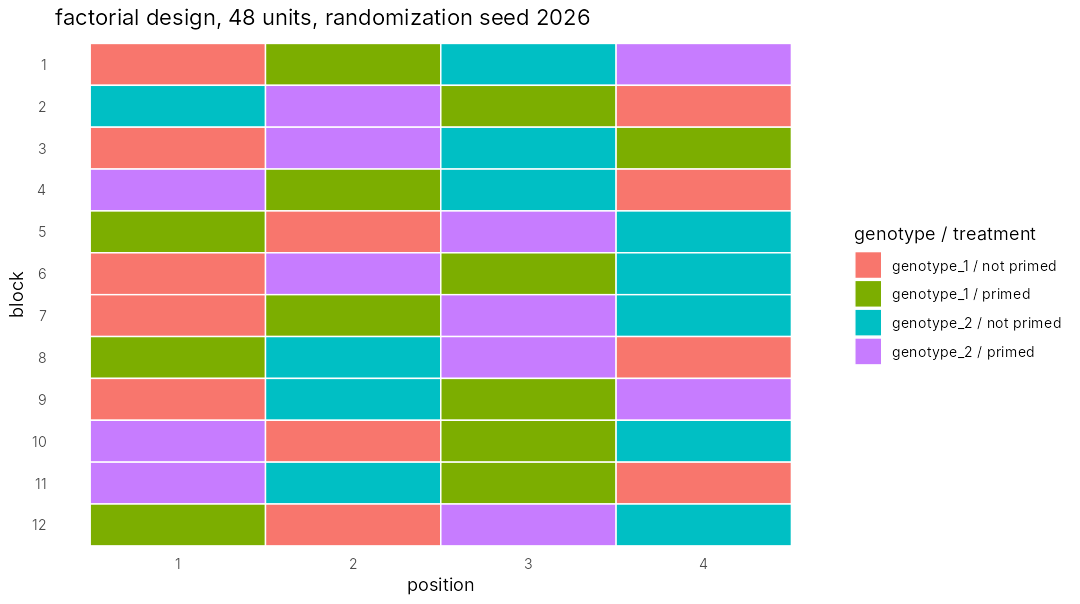 factorial design, 48 units, randomization seed 2026
block
1
2
3
4
5
6
7
8
9
10
11
12
1 2 3 4
position
genotype / treatment
genotype_1 / not primed
genotype_1 / primed
genotype_2 / not primed
genotype_2 / primed